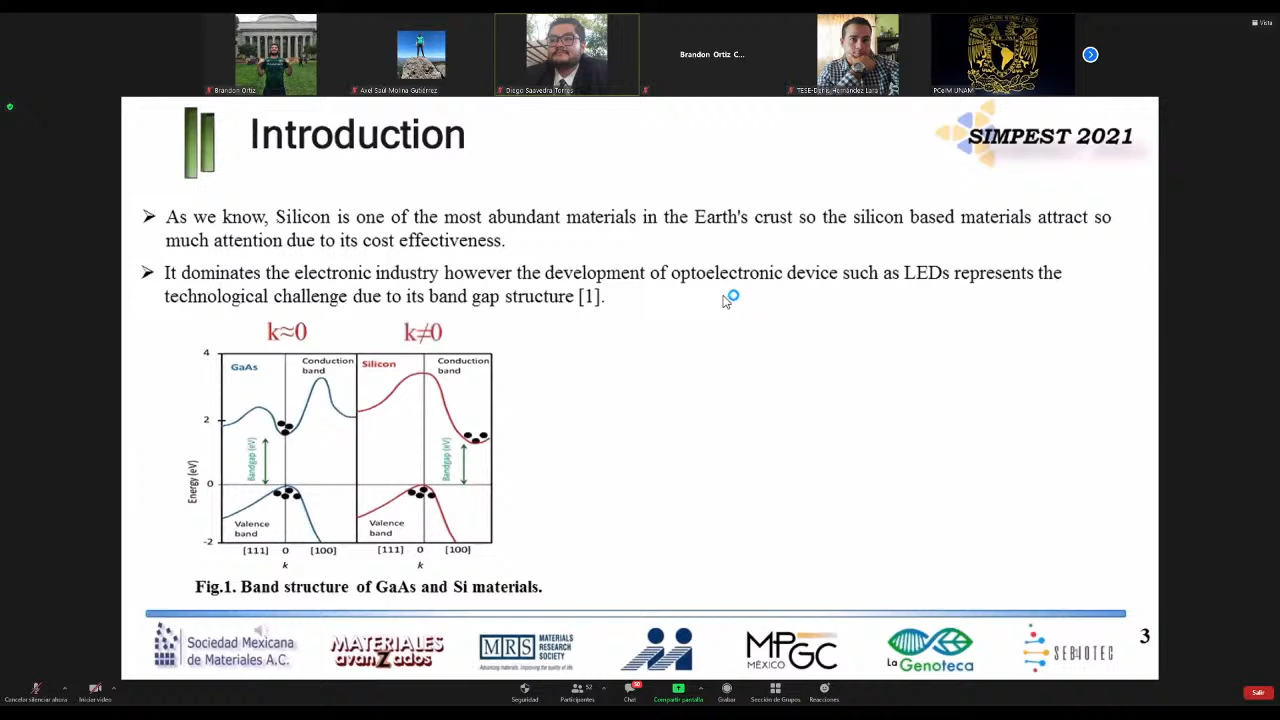 Vista
Brandon Ortiz
Axel Saúl Molina Gutiérrez
Diego Saavedra Torres
Brandon Ortiz C...
TESE-Denis Hernández Lara
PCeIM UNAM
Introduction
SIMPEST 2021
➢ As we know, Silicon is one of the most abundant materials in the Earth's crust so the silicon based materials attract so
much attention due to its cost effectiveness.
➢ It dominates the electronic industry however the development of optoelectronic device such as LEDs represents the
technological challenge due to its band gap structure [1].
k≈0
k≠0
4
2
0
-2
Energy (eV)
GaAs
Conduction
band
Bandgap (eV)
Valence
band
[111] 0 [100]
k
Silicon
Conduction
band
Bandgap (eV)
Valence
band
[111] 0 [100]
k
Fig.1. Band structure of GaAs and Si materials.
3
Sociedad Mexicana
de Materiales A.C.
MATERIALES
avanZados
MRS MATERIALS
RESEARCH
SOCIETY
Advancing materials. Improving the quality of life.
MPGC
MÉXICO
La Genoteca
SEBIOTEC
Cancelar silenciar ahora
Iniciar video
Seguridad
52
Participantes
50
Chat
Compartir pantalla
Grabar
Sección de Grupos
Reacciones
Salir